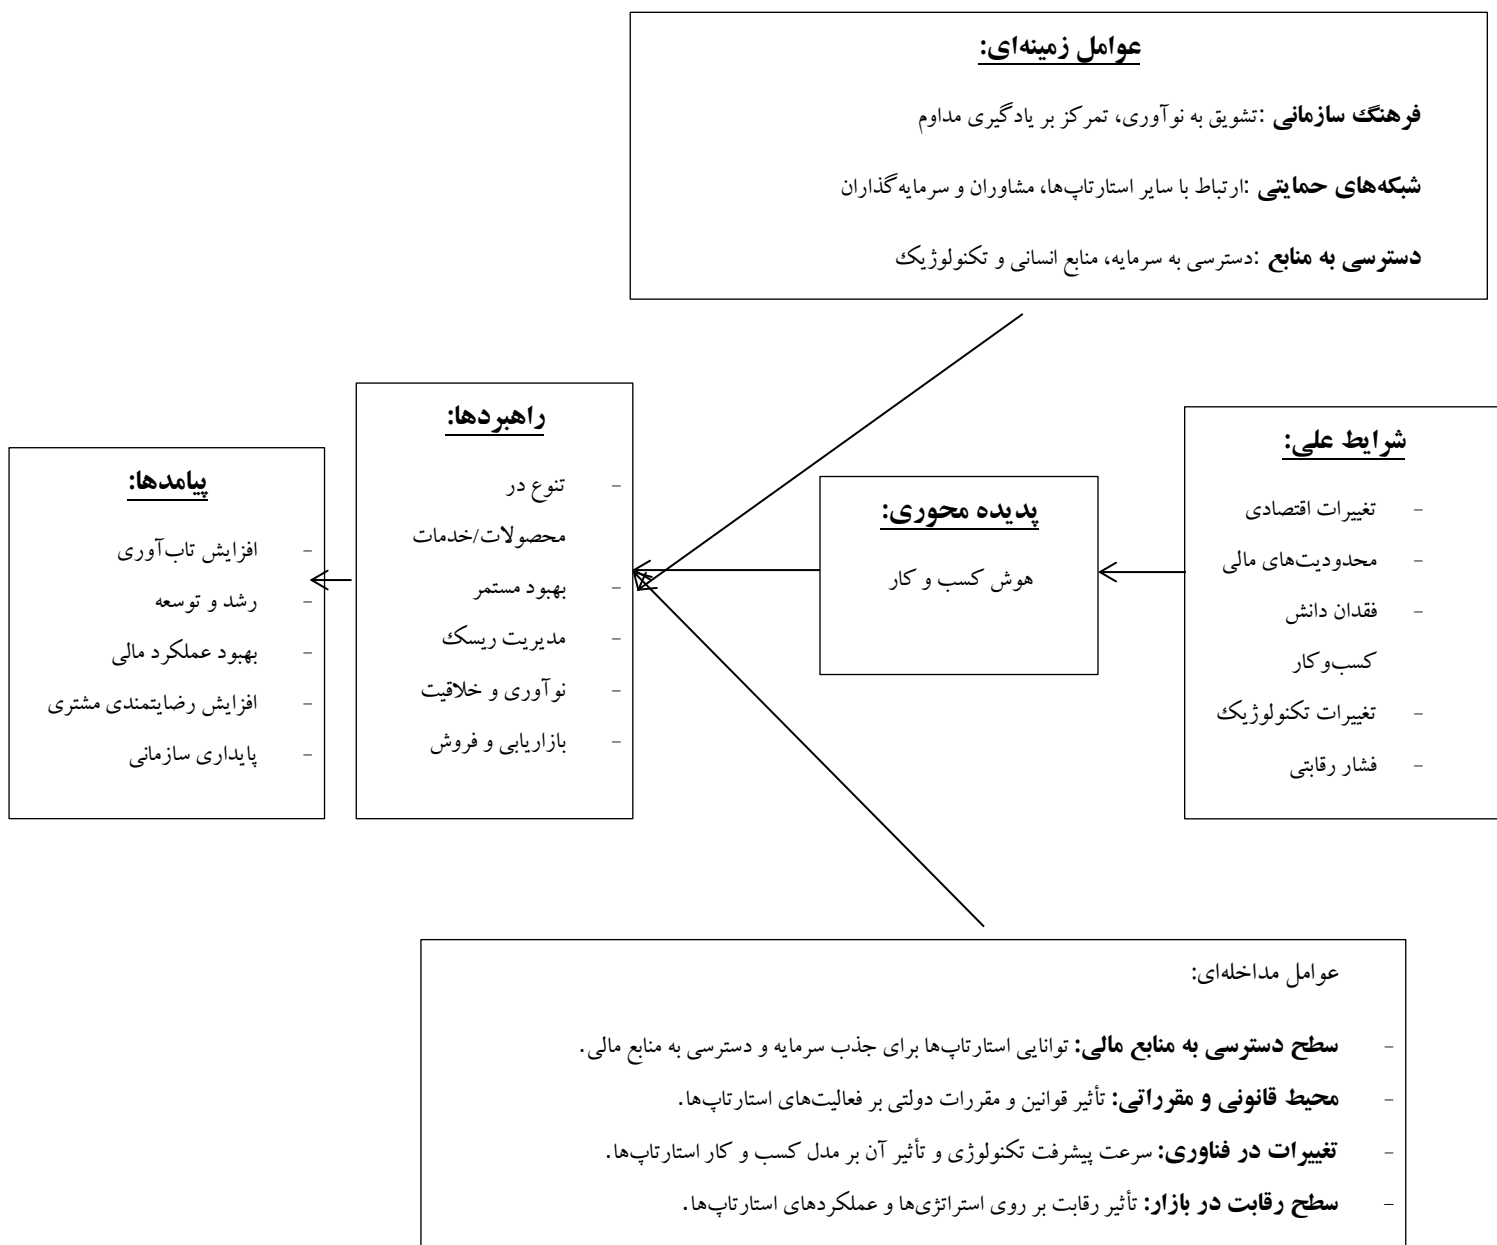 عوامل زمینه‌ای:
فرهنگ سازمانی :تشویق به نوآوری، تمرکز بر یادگیری مداوم
شبکه‌های حمایتی :ارتباط با سایر استارتاپ‌ها، مشاوران و سرمایه‌گذاران
دسترسی به منابع :دسترسی به سرمایه، منابع انسانی و تکنولوژیک
شرایط علی:
- تغییرات اقتصادی
- محدودیت‌های مالی
- فقدان دانش
کسب‌وکار
- تغییرات تکنولوژیک
- فشار رقابتی
پدیده محوری:
هوش کسب و کار
راهبردها:
- تنوع در
محصولات/خدمات
- بهبود مستمر
- مدیریت ریسک
- نوآوری و خلاقیت
- بازاریابی و فروش
پیامدها:
- افزایش تاب‌آوری
- رشد و توسعه
- بهبود عملکرد مالی
- افزایش رضایتمندی مشتری
- پایداری سازمانی
عوامل مداخله‌ای:
- سطح دسترسی به منابع مالی: توانایی استارتاپ‌ها برای جذب سرمایه و دسترسی به منابع مالی.
- محیط قانونی و مقرراتی: تأثیر قوانین و مقررات دولتی بر فعالیت‌های استارتاپ‌ها.
- تغییرات در فناوری: سرعت پیشرفت تکنولوژی و تأثیر آن بر مدل کسب و کار استارتاپ‌ها.
- سطح رقابت در بازار: تأثیر رقابت بر روی استراتژی‌ها و عملکردهای استارتاپ‌ها.